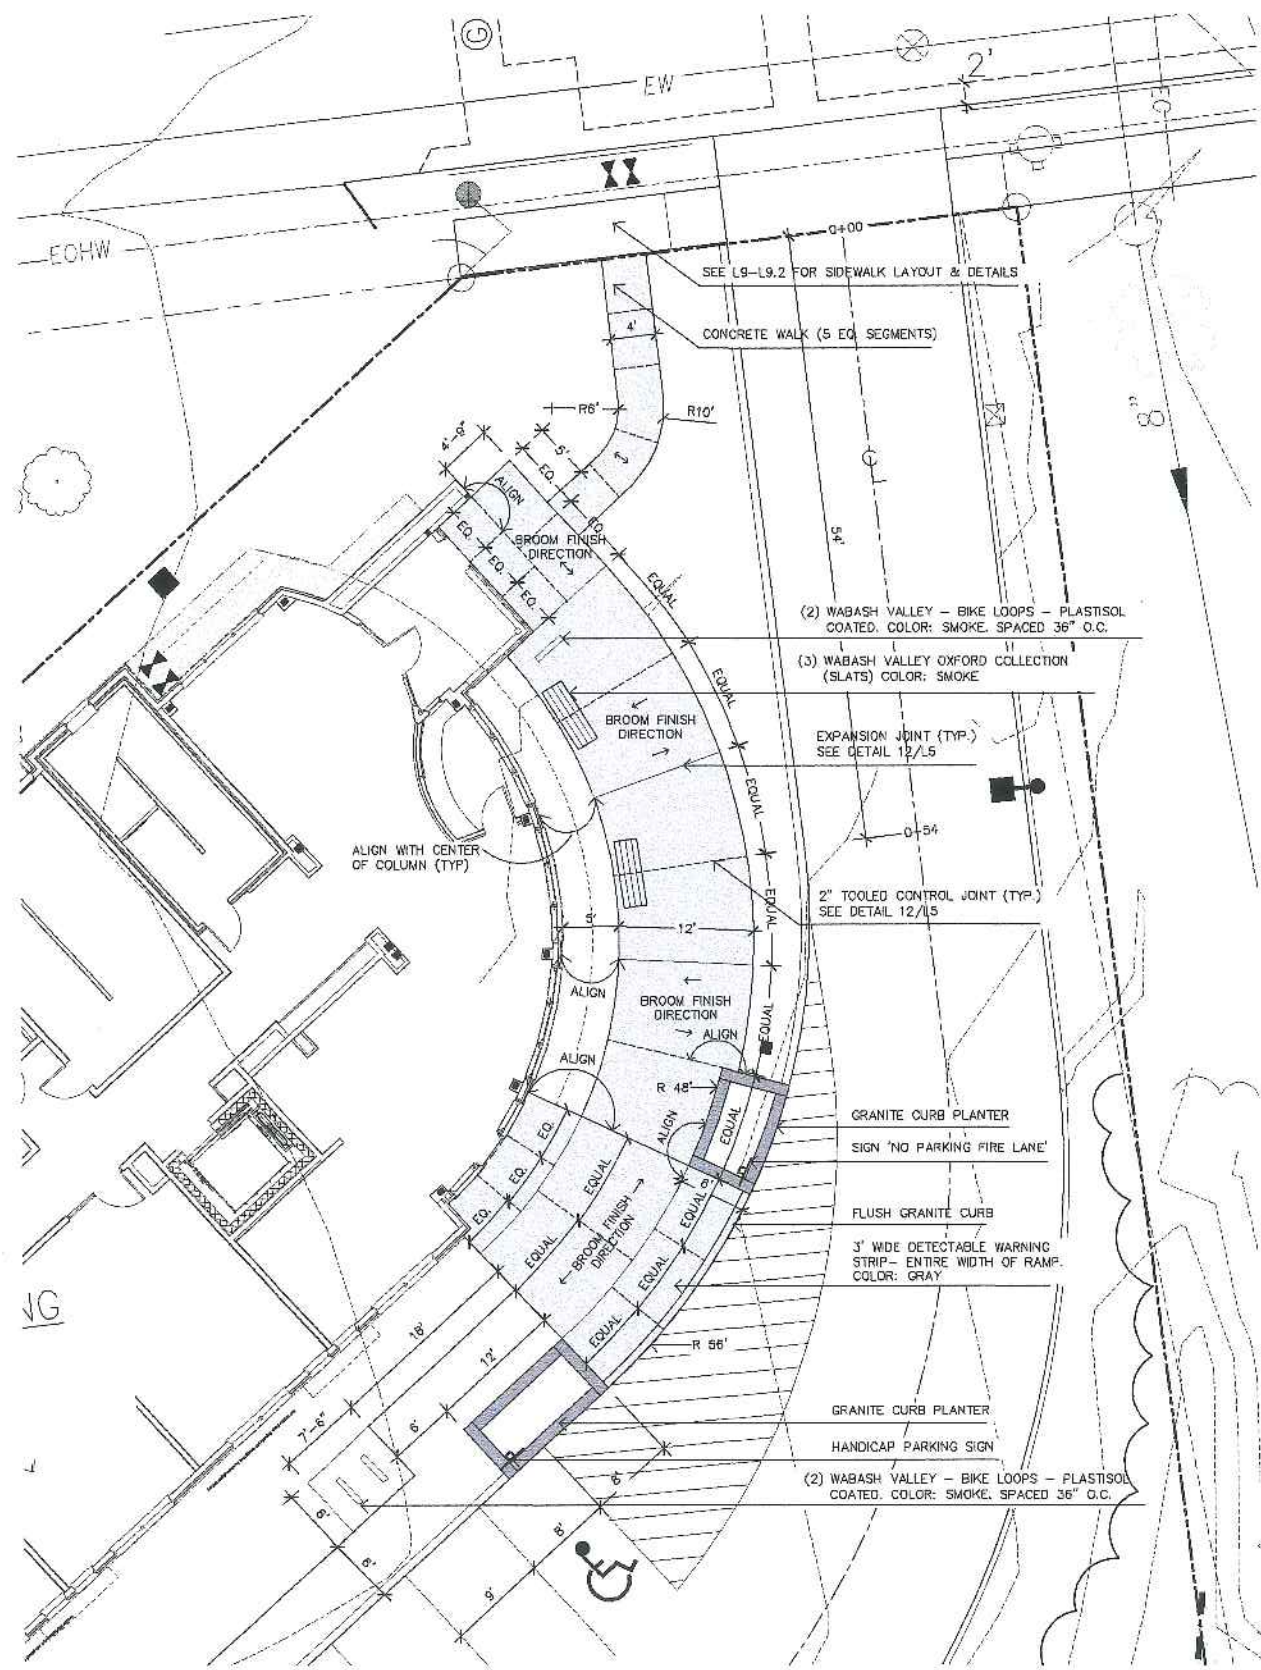 G
EW
2'
EOHW
0+00
SEE L9-L9.2 FOR SIDEWALK LAYOUT & DETAILS
CONCRETE WALK (5 EQ. SEGMENTS)
4'
R6'
R10'
8"
4'-9"
5'
EQ.
ALIGN
EQ.
EQ.
BROOM FINISH
DIRECTION
EQ.
EQ.
54'
EQUAL
(2) WABASH VALLEY - BIKE LOOPS - PLASTISOL
COATED. COLOR: SMOKE. SPACED 36" O.C.
(3) WABASH VALLEY OXFORD COLLECTION
(SLATS) COLOR: SMOKE
EQUAL
BROOM FINISH
DIRECTION
EXPANSION JOINT (TYP.)
SEE DETAIL 12/L5
EQUAL
0+54
ALIGN WITH CENTER
OF COLUMN (TYP)
2" TOOLED CONTROL JOINT (TYP.)
SEE DETAIL 12/L5
EQUAL
5'
12'
ALIGN
BROOM FINISH
DIRECTION
EQUAL
ALIGN
ALIGN
R 48'
GRANITE CURB PLANTER
EQUAL
ALIGN
EQ.
SIGN 'NO PARKING FIRE LANE'
EQ.
EQUAL
EQ.
EQUAL
FLUSH GRANITE CURB
BROOM FINISH
DIRECTION
EQUAL
3' WIDE DETECTABLE WARNING
STRIP- ENTIRE WIDTH OF RAMP.
COLOR: GRAY
EQUAL
EQUAL
NG
R 56'
12'
GRANITE CURB PLANTER
7'-6"
6'
HANDICAP PARKING SIGN
(2) WABASH VALLEY - BIKE LOOPS - PLASTISOL
COATED. COLOR: SMOKE. SPACED 36" O.C.
6'
8'
9'